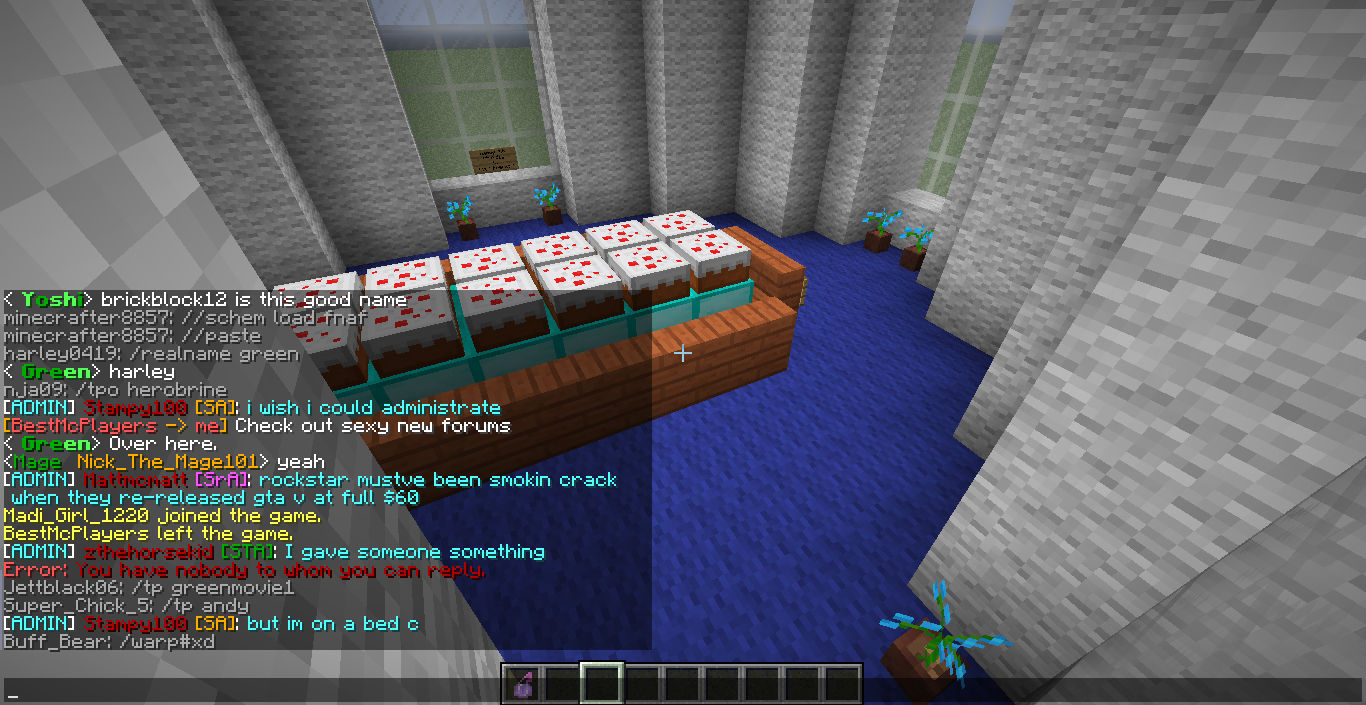 < Yoshi> brickblock12 is this good name
minecrafter8857: //schem load fnaf
minecrafter8857: //paste
harley0419: /realname green
< Green> harley
nja09: /tpo herobrine
[ADMIN] Stampy100 [SA]: i wish i could administrate
[BestMcPlayers -> me] Check out sexy new forums
< Green> Over here.
<Mage Nick_The_Mage101> yeah
[ADMIN] Mattmcmatt [SrA]: rockstar mustve been smokin crack
when they re-released gta v at full $60
Madi_Girl_1220 joined the game.
BestMcPlayers left the game.
[ADMIN] zthehorsekid [STA]: I gave someone something
Error: You have nobody to whom you can reply.
Jettblack06: /tp greenmovie1
Super_Chick_5: /tp andy
[ADMIN] Stampy100 [SA]: but im on a bed c
Buff_Bear: /warp#xd
_